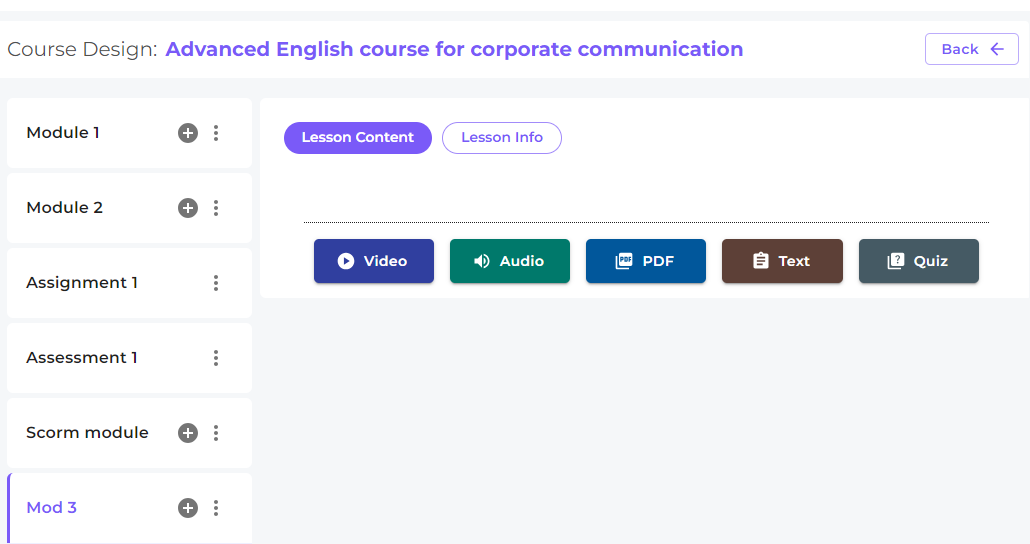 Course Design: Advanced English course for corporate communication
Back
Module 1
Module 2
Assignment 1
Assessment 1
Scorm module
Mod 3
Lesson Content
Lesson Info
Video
Audio
PDF
PDF
Text
?
Quiz